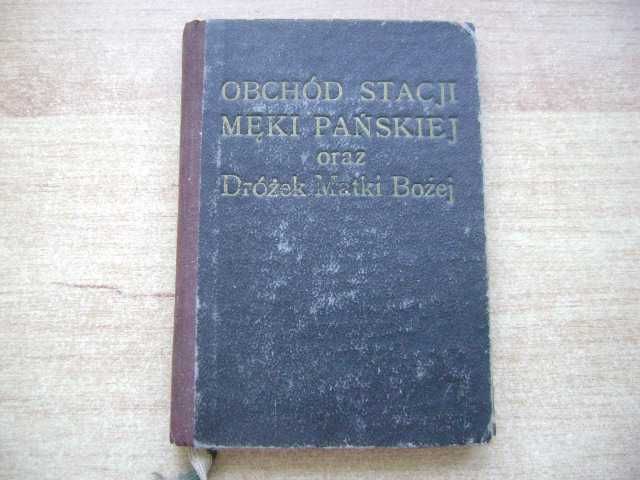 OBCHÓD STACJI
MĘKI PAŃSKIEJ
oraz
Dróżek Matki Bożej